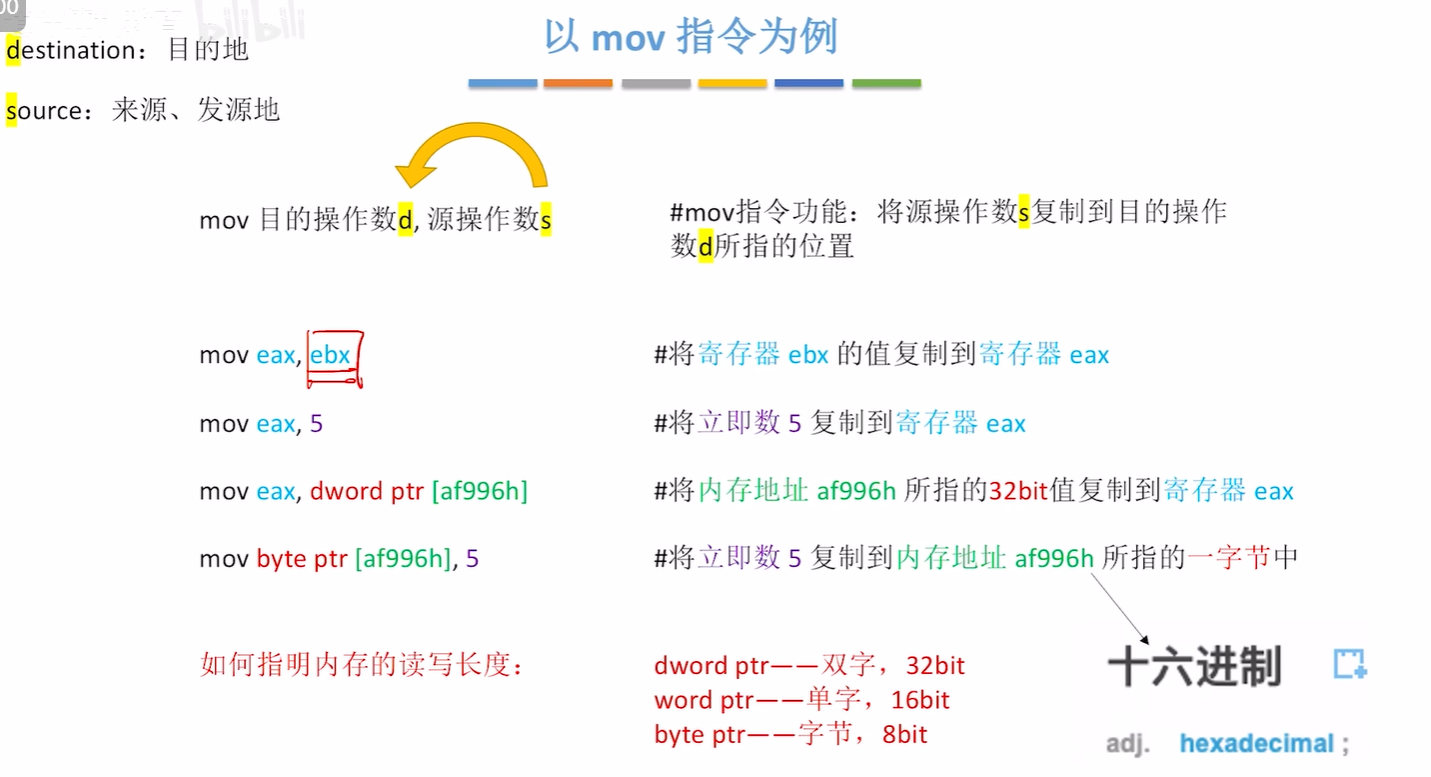 00
bilibili
destination：目的地
以 mov 指令为例
source：来源、发源地
mov 目的操作数d, 源操作数s
#mov指令功能：将源操作数s复制到目的操作
数d所指的位置
mov eax, ebx
#将寄存器 ebx 的值复制到寄存器 eax
mov eax, 5
#将立即数 5 复制到寄存器 eax
mov eax, dword ptr [af996h]
#将内存地址 af996h 所指的32bit值复制到寄存器 eax
mov byte ptr [af996h], 5
#将立即数 5 复制到内存地址 af996h 所指的一字节中
如何指明内存的读写长度：
dword ptr——双字，32bit
word ptr——单字，16bit
byte ptr——字节，8bit
十六进制
adj. hexadecimal ;